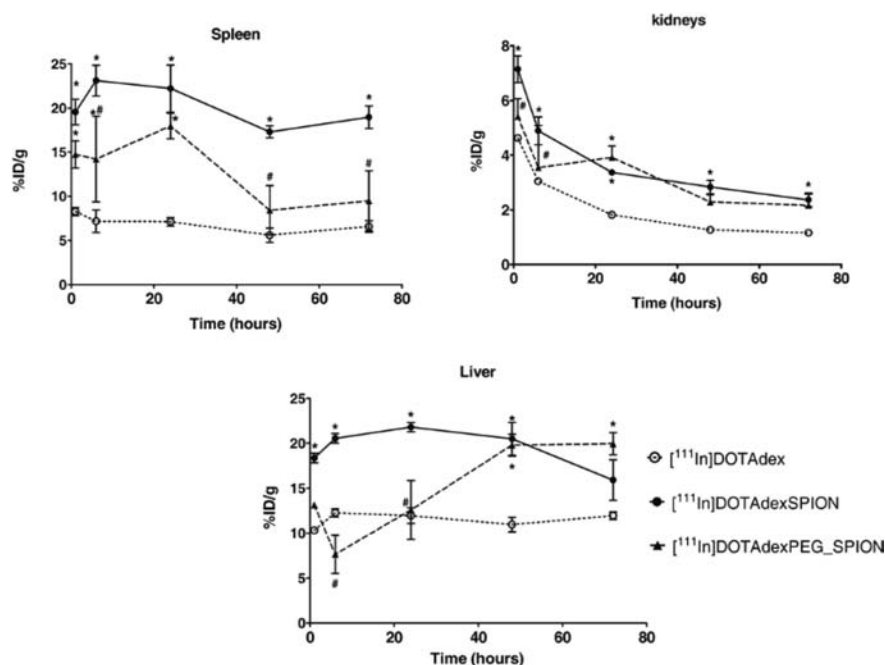 Spleen
%ID/g
25
20
15
10
5
0
* * * * *
* *# * # #
0 20 40 60 80
Time (hours)
kidneys
%ID/g
8
6
4
2
0
* * * * *
# # *
0 20 40 60 80
Time (hours)
Liver
%ID/g
25
20
15
10
5
0
* * * * *
# # *
0 20 40 60 80
Time (hours)
[¹¹¹In]DOTAdex
[¹¹¹In]DOTAdexSPION
[¹¹¹In]DOTAdexPEG_SPION